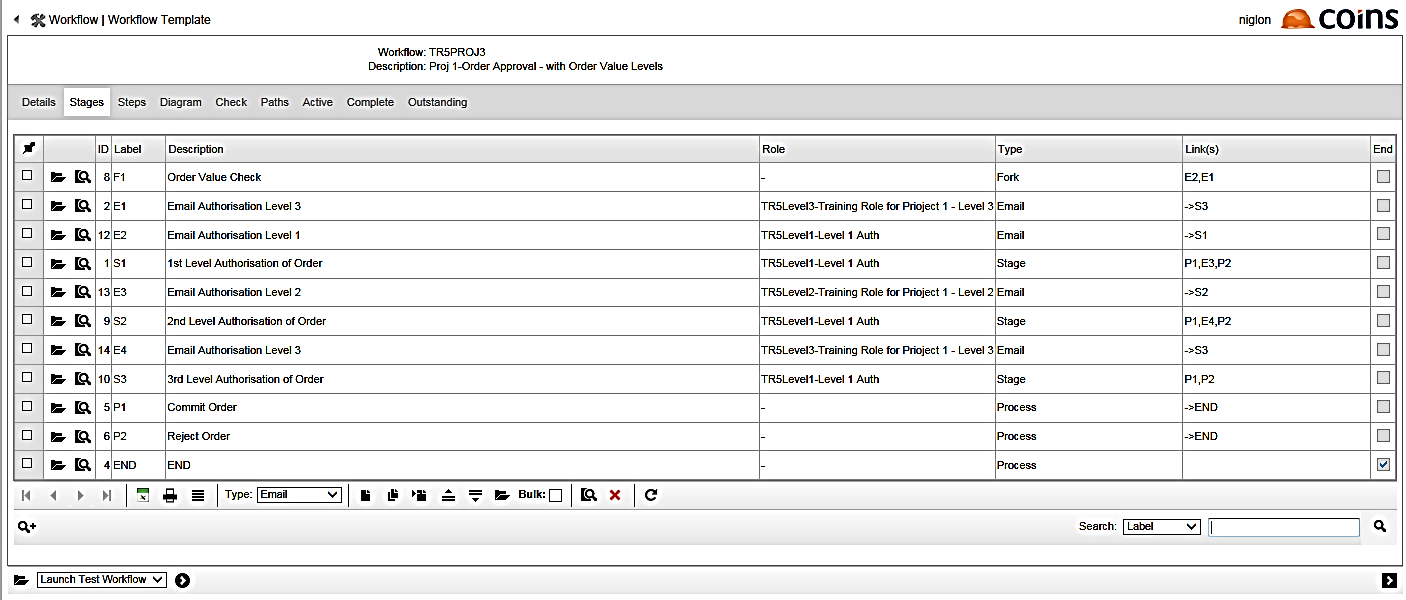 Workflow | Workflow Template
niglon
coins
Workflow: TR5PROJ3
Description: Proj 1-Order Approval - with Order Value Levels
Details Stages Steps Diagram Check Paths Active Complete Outstanding
ID Label Description Role Type Link(s) End
8 F1 Order Value Check - Fork E2,E1
2 E1 Email Authorisation Level 3 TR5Level3-Training Role for Prioject 1 - Level 3 Email ->S3
12 E2 Email Authorisation Level 1 TR5Level1-Level 1 Auth Email ->S1
1 S1 1st Level Authorisation of Order TR5Level1-Level 1 Auth Stage P1,E3,P2
13 E3 Email Authorisation Level 2 TR5Level2-Training Role for Prioject 1 - Level 2 Email ->S2
9 S2 2nd Level Authorisation of Order TR5Level1-Level 1 Auth Stage P1,E4,P2
14 E4 Email Authorisation Level 3 TR5Level3-Training Role for Prioject 1 - Level 3 Email ->S3
10 S3 3rd Level Authorisation of Order TR5Level1-Level 1 Auth Stage P1,P2
5 P1 Commit Order - Process ->END
6 P2 Reject Order - Process ->END
4 END END - Process
Type: Email Bulk:
Search: Label
Launch Test Workflow